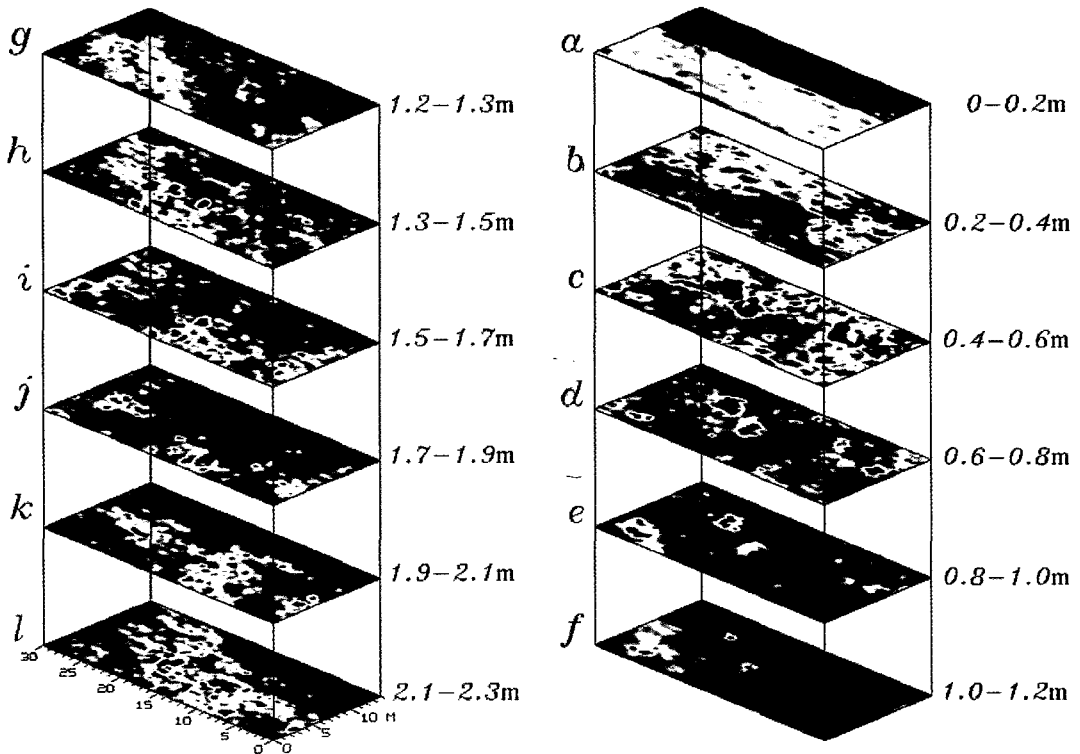 g
1.2-1.3m
h
1.3-1.5m
i
1.5-1.7m
j
1.7-1.9m
k
1.9-2.1m
l
2.1-2.3m
30
25
20
15
10
5
0
0
5
10 M
a
0-0.2m
b
0.2-0.4m
c
0.4-0.6m
d
0.6-0.8m
e
0.8-1.0m
f
1.0-1.2m